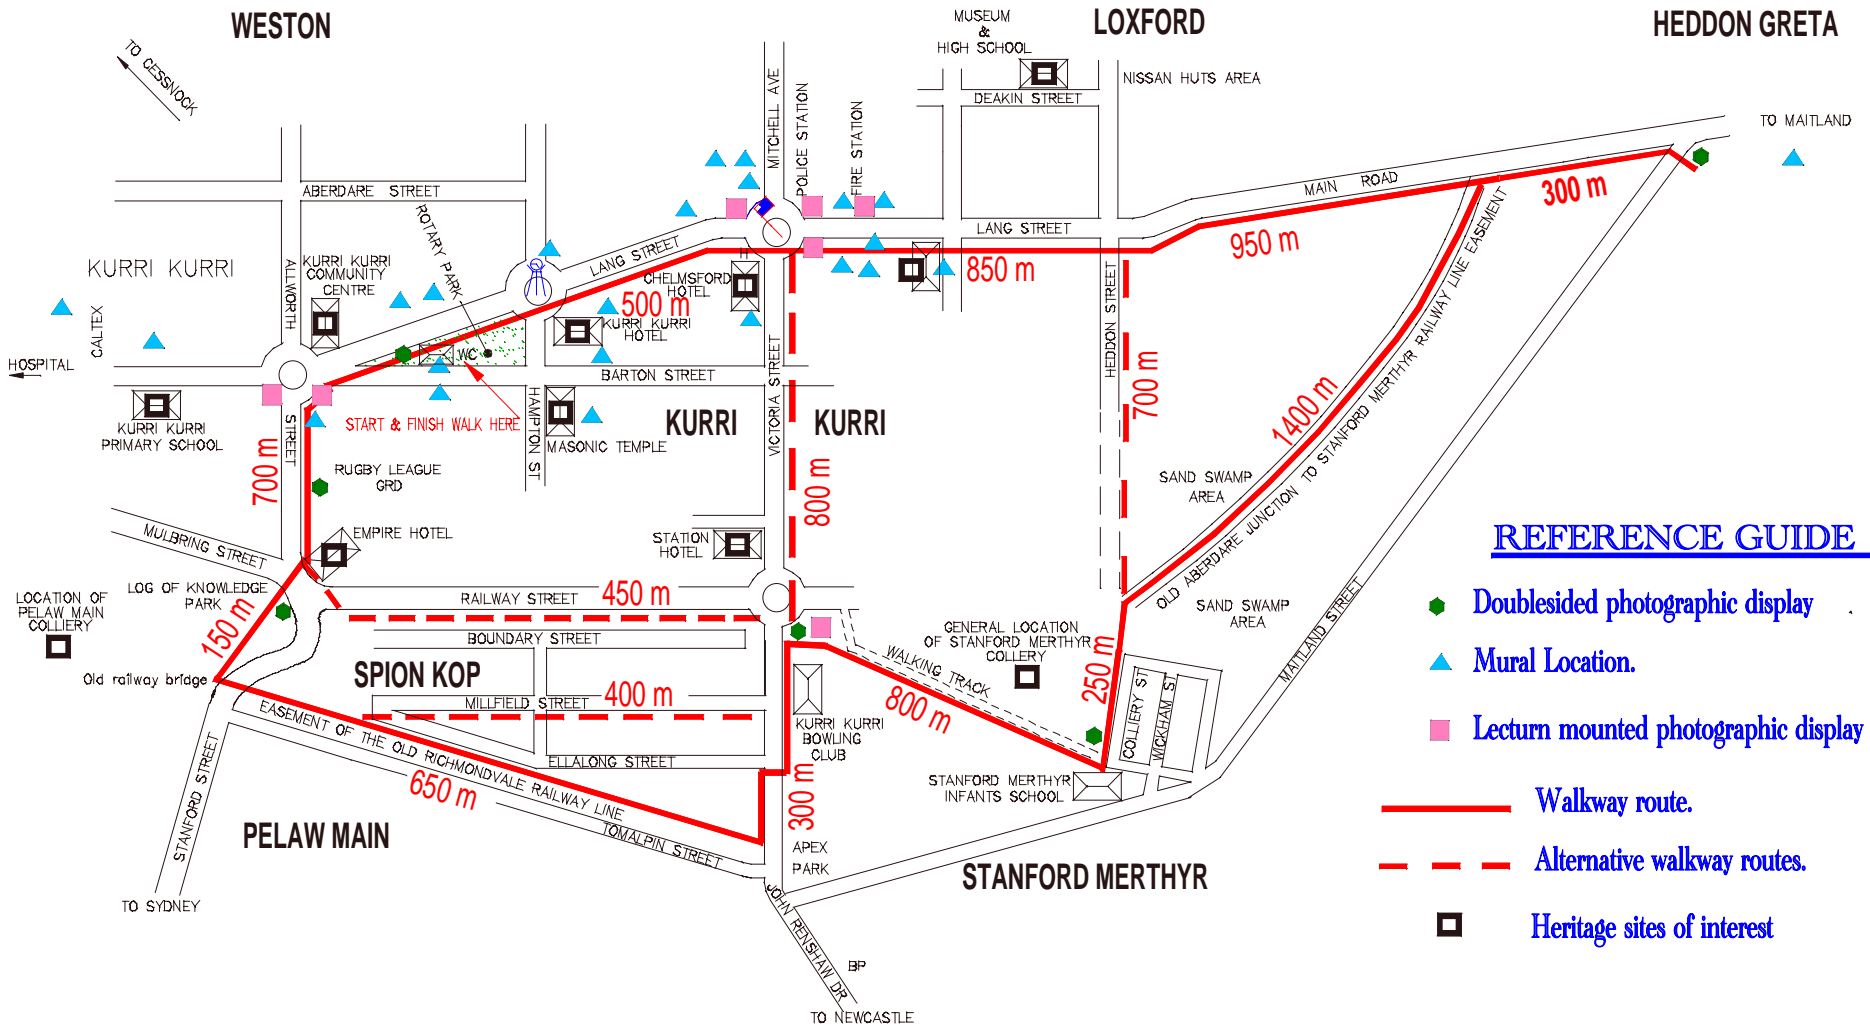 WESTON
MUSEUM
&
HIGH SCHOOL
LOXFORD
HEDDON GRETA
TO CESSNOCK
MITCHELL AVE
POLICE STATION
FIRE STATION
NISSAN HUTS AREA
DEAKIN STREET
TO MAITLAND
ABERDARE STREET
ROTARY PARK
MAIN ROAD
300 m
LANG STREET
LANG STREET
950 m
850 m
KURRI KURRI
ALLWORTH
STREET
KURRI KURRI
COMMUNITY
CENTRE
CHELMSFORD
HOTEL
500 m
KURRI KURRI
HOTEL
CALTEX
HOSPITAL
WC
BARTON STREET
HEDDON STREET
700 m
VICTORIA STREET
HAMPTON ST
START & FINISH WALK HERE
KURRI KURRI
PRIMARY SCHOOL
KURRI
KURRI
MASONIC TEMPLE
1400 m
OLD ABERDARE JUNCTION TO STANFORD MERTHYR RAILWAY LINE EASEMENT
700 m
RUGBY LEAGUE
GRD
800 m
SAND SWAMP
AREA
MULBRING STREET
EMPIRE HOTEL
STATION
HOTEL
REFERENCE GUIDE
LOG OF KNOWLEDGE
PARK
LOCATION OF
PELAW MAIN
COLLIERY
150 m
RAILWAY STREET
450 m
SAND SWAMP
AREA
MAITLAND STREET
Doublesided photographic display
BOUNDARY STREET
GENERAL LOCATION
OF STANFORD MERTHYR
COLLERY
WALKING TRACK
Mural Location.
Old railway bridge
SPION KOP
MILLFIELD STREET
400 m
800 m
250 m
COLLIERY ST
WICKHAM ST
Lecturn mounted photographic display
EASEMENT OF THE OLD RICHMONDVALE RAILWAY LINE
KURRI KURRI
BOWLING
CLUB
ELLALONG STREET
STANFORD STREET
650 m
300 m
STANFORD MERTHYR
INFANTS SCHOOL
Walkway route.
PELAW MAIN
TOMALPIN STREET
APEX
PARK
STANFORD MERTHYR
Alternative walkway routes.
TO SYDNEY
JOHN RENSHAW DR
Heritage sites of interest
BP
TO NEWCASTLE